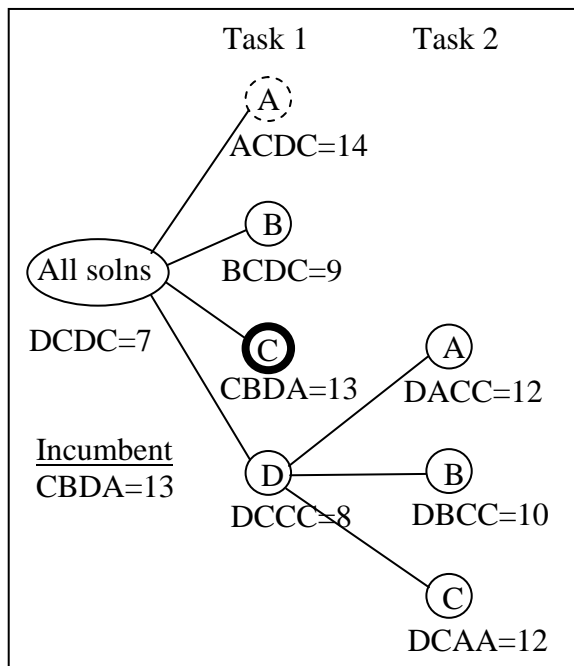 Task 1 Task 2
A
ACDC=14
B
All solns
BCDC=9
DCDC=7
C
A
CBDA=13
DACC=12
Incumbent
CBDA=13
D
B
DCCC=8
DBCC=10
C
DCAA=12